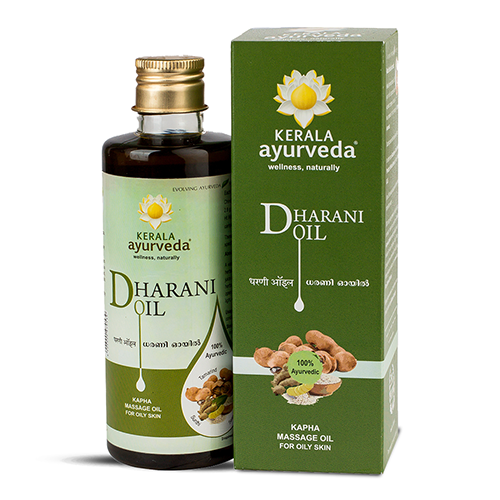 EVOLVING AYURVEDA
KERALA
ayurveda®
wellness, naturally
DHARANI
OIL
धरणी ऑइल
ധരണി ഓയിൽ
100%
Ayurvedic
Tamarind
KAPHA
MASSAGE OIL
FOR OILY SKIN
KERALA
ayurveda®
wellness, naturally
DHARANI
OIL
धरणी ऑइल
ധരണി ഓയിൽ
100%
Ayurvedic
KAPHA
MASSAGE OIL
FOR OILY SKIN